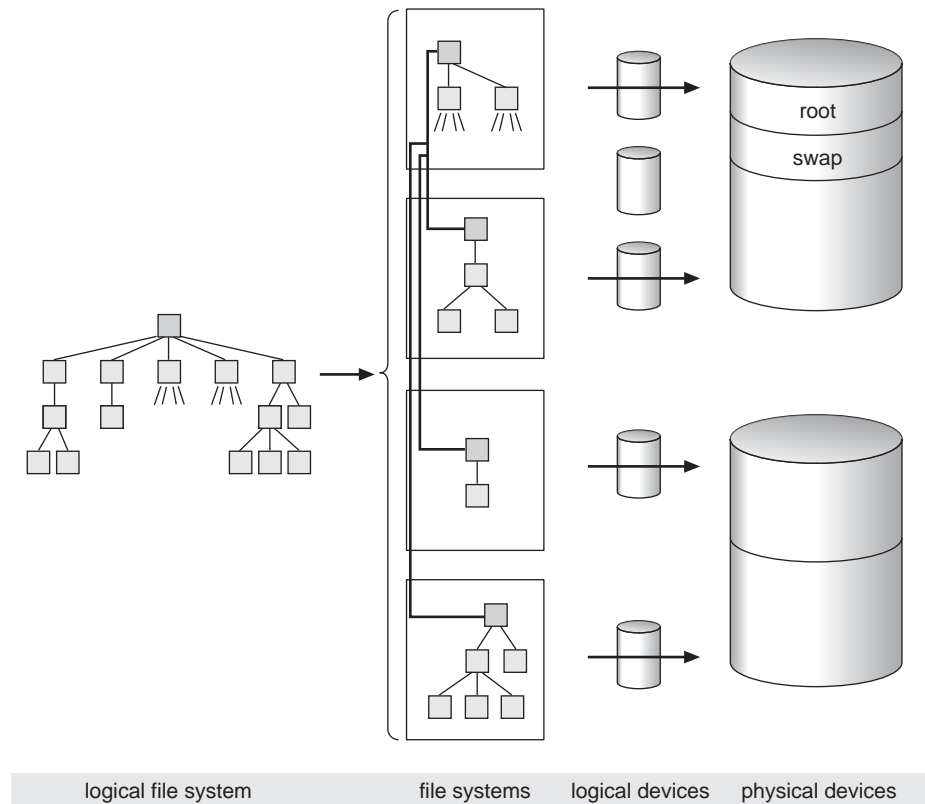 root
swap
logical file system
file systems
logical devices
physical devices